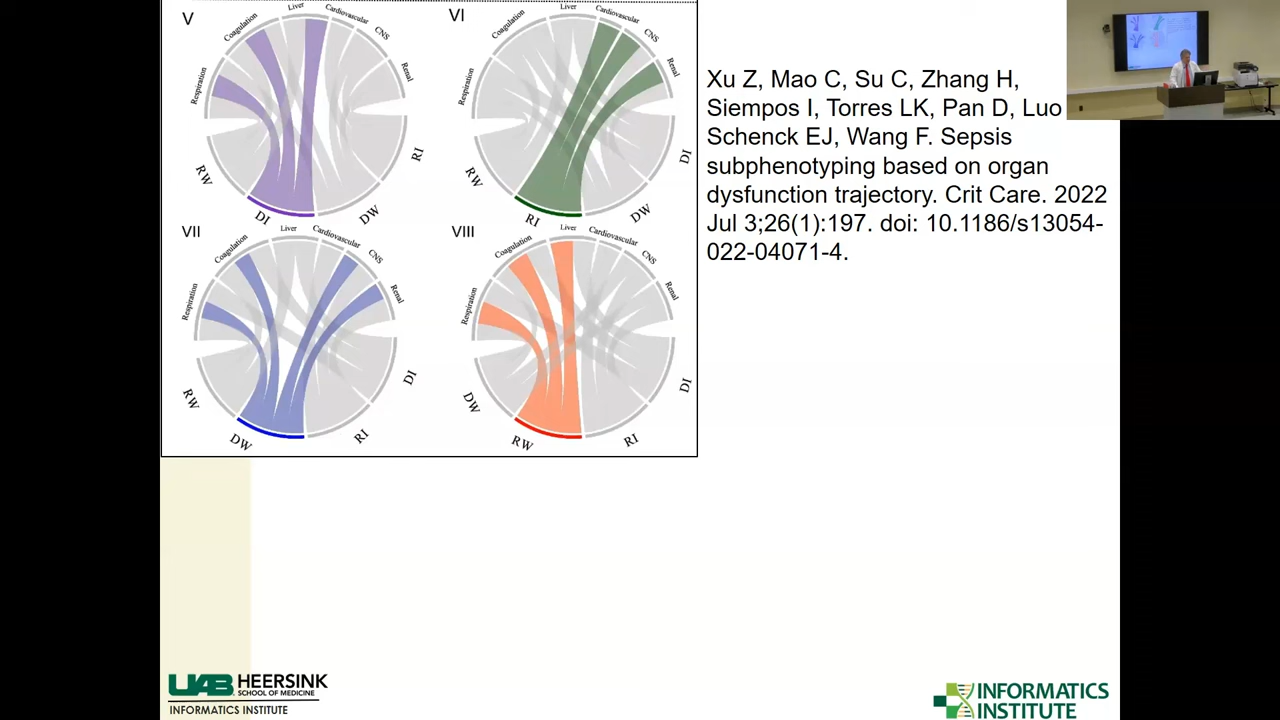 V
Respiration
Coagulation
Liver
Cardiovascular
CNS
Renal
RW
DI
DW
RI
VI
Respiration
Coagulation
Liver
Cardiovascular
CNS
Renal
RW
RI
DW
DI
VII
Respiration
Coagulation
Liver
Cardiovascular
CNS
Renal
RW
DW
RI
DI
VIII
Respiration
Coagulation
Liver
Cardiovascular
CNS
Renal
DW
RW
RI
DI
Xu Z, Mao C, Su C, Zhang H,
Siempos I, Torres LK, Pan D, Luo
Schenck EJ, Wang F. Sepsis
subphenotyping based on organ
dysfunction trajectory. Crit Care. 2022
Jul 3;26(1):197. doi: 10.1186/s13054-
022-04071-4.
UAB HEERSINK
SCHOOL OF MEDICINE
INFORMATICS INSTITUTE
INFORMATICS
INSTITUTE